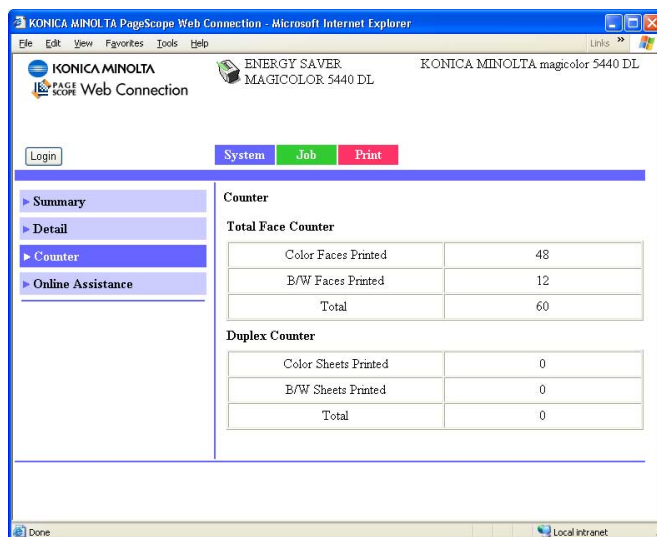 KONICA MINOLTA PageScope Web Connection - Microsoft Internet Explorer
File Edit View Favorites Tools Help Links »
KONICA MINOLTA
PAGE SCOPE Web Connection
ENERGY SAVER
MAGICOLOR 5440 DL
KONICA MINOLTA magicolor 5440 DL
Login
System Job Print
Summary
Detail
Counter
Online Assistance
Counter
Total Face Counter
Color Faces Printed 48
B/W Faces Printed 12
Total 60
Duplex Counter
Color Sheets Printed 0
B/W Sheets Printed 0
Total 0
Done Local intranet